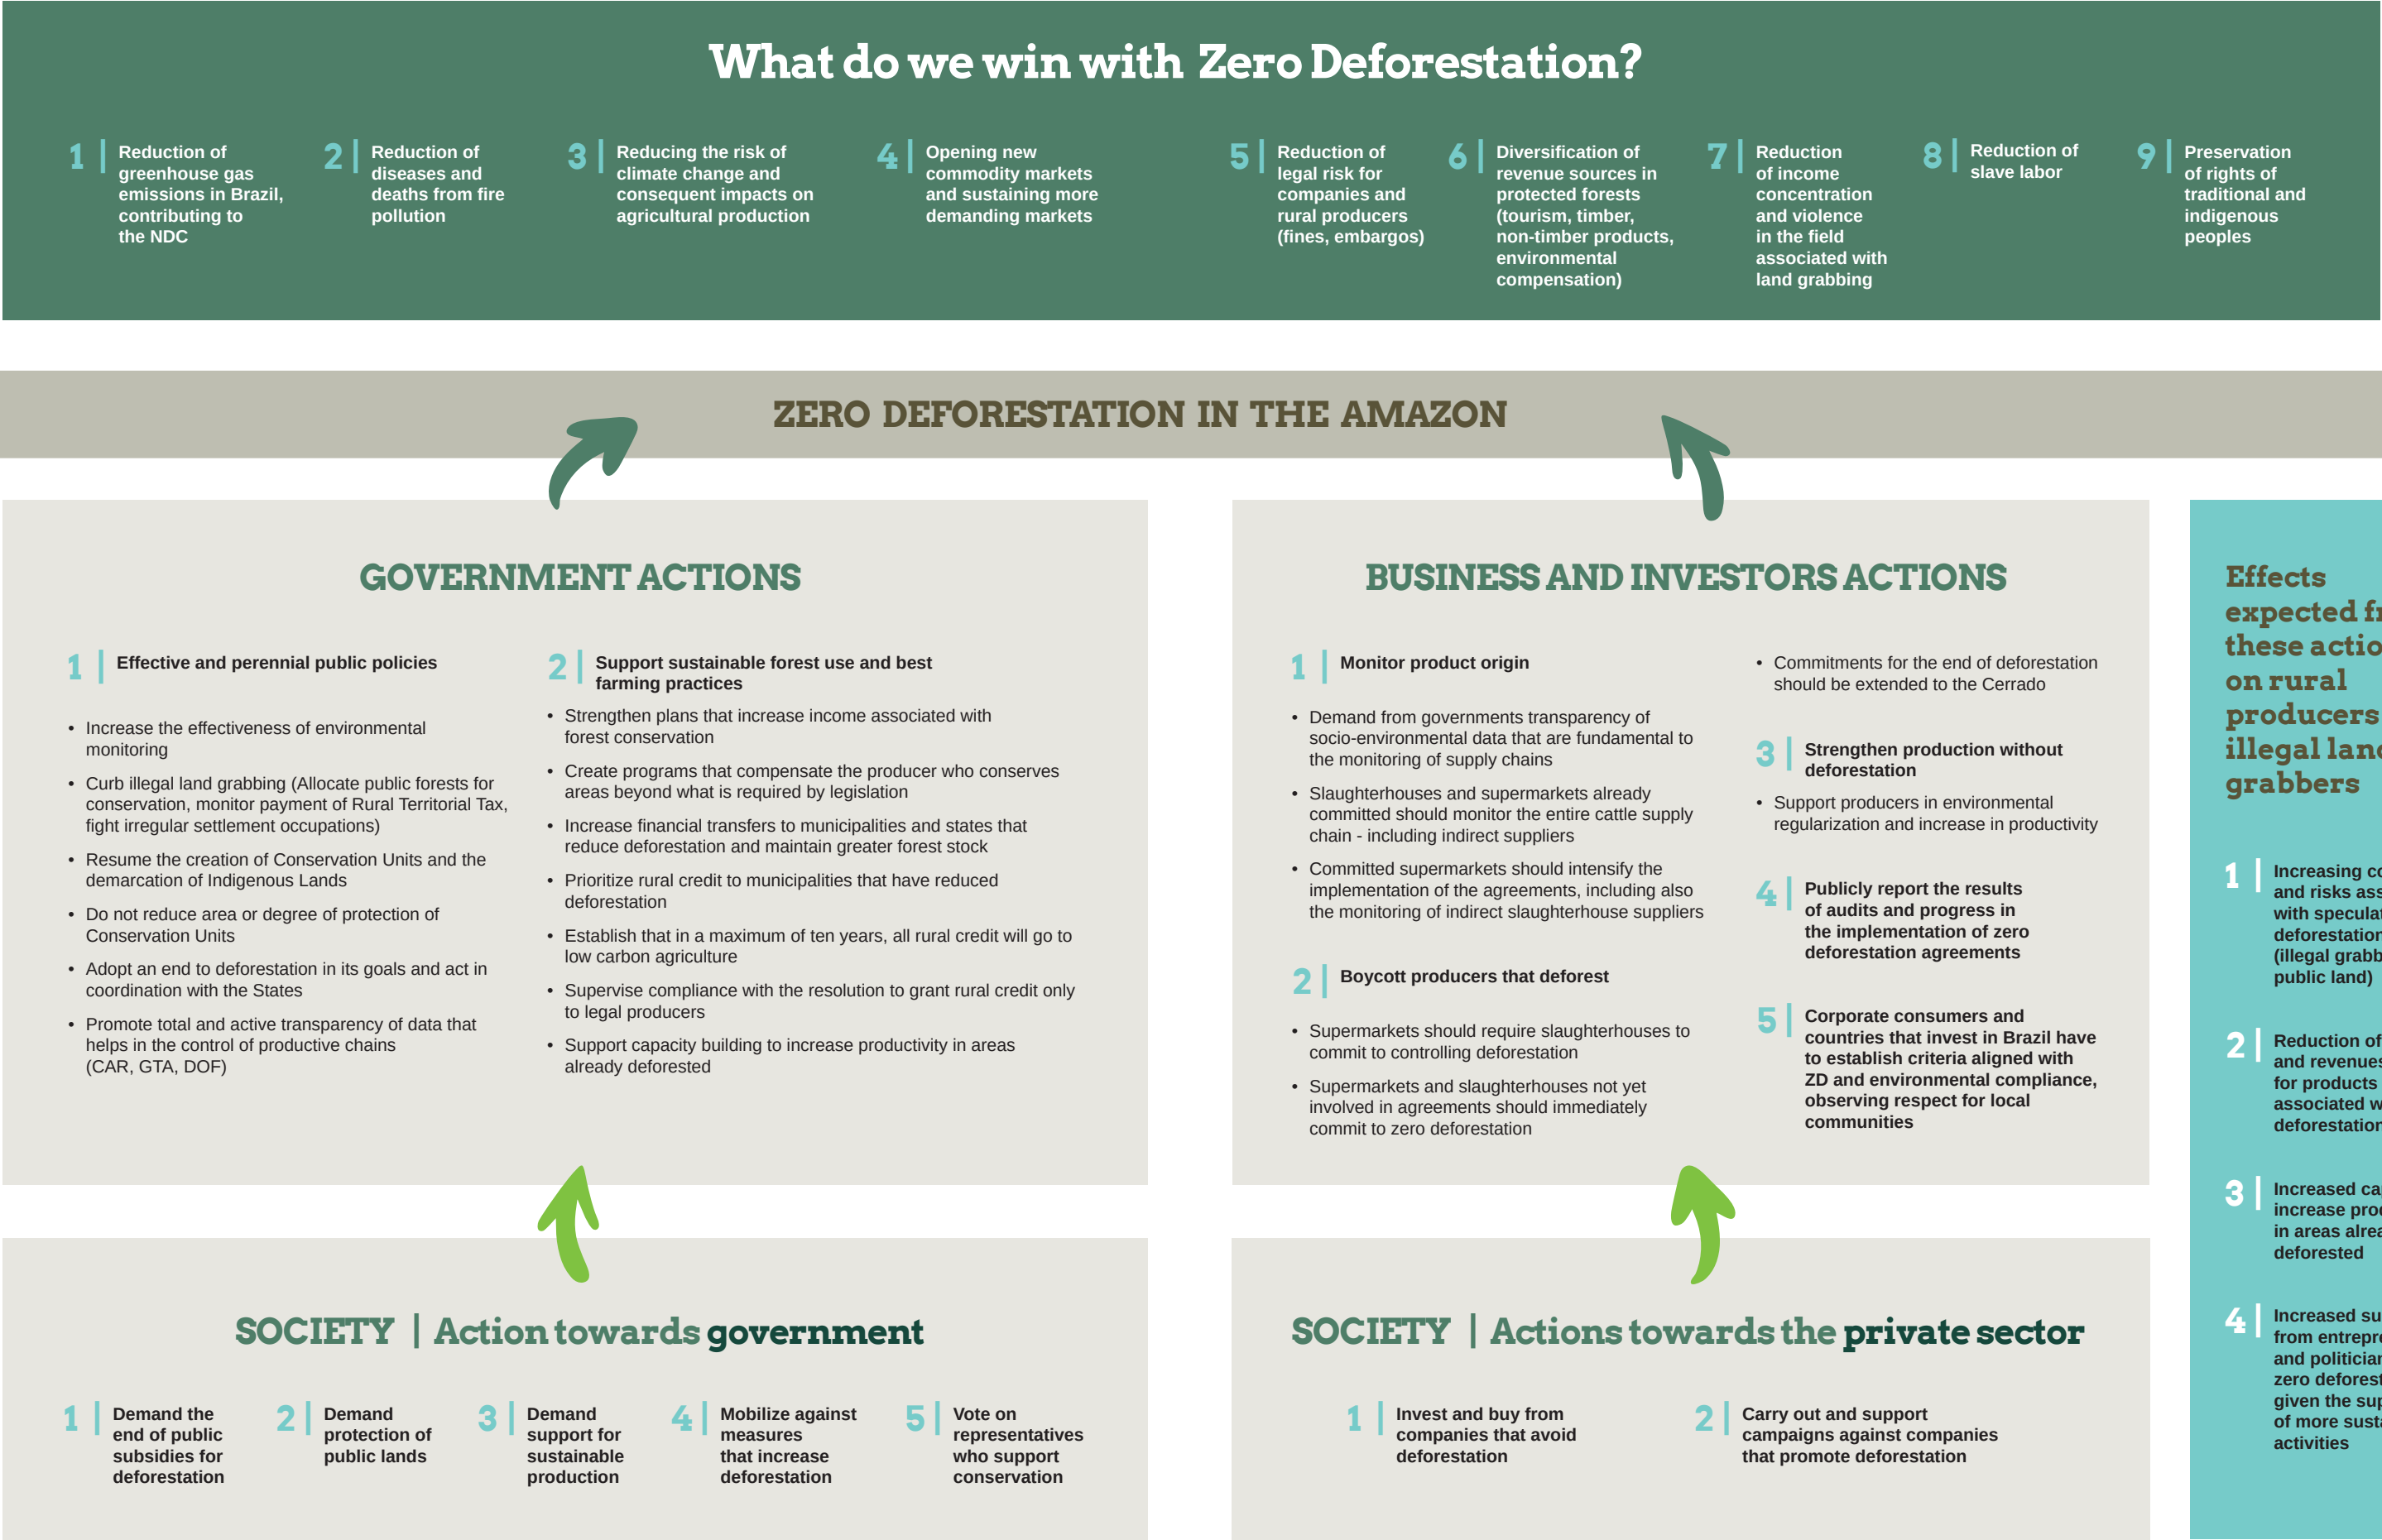 What do we win with Zero Deforestation?
1
Reduction of
greenhouse gas
emissions in Brazil,
contributing to
the NDC
2
Reduction of
diseases and
deaths from fire
pollution
3
Reducing the risk of
climate change and
consequent impacts on
agricultural production
4
Opening new
commodity markets
and sustaining more
demanding markets
5
Reduction of
legal risk for
companies and
rural producers
(fines, embargos)
6
Diversification of
revenue sources in
protected forests
(tourism, timber,
non-timber products,
environmental
compensation)
7
Reduction
of income
concentration
and violence
in the field
associated with
land grabbing
8
Reduction of
slave labor
9
Preservation
of rights of
traditional and
indigenous
peoples
ZERO DEFORESTATION IN THE AMAZON
GOVERNMENT ACTIONS
1
Effective and perennial public policies
• Increase the effectiveness of environmental
monitoring
• Curb illegal land grabbing (Allocate public forests for
conservation, monitor payment of Rural Territorial Tax,
fight irregular settlement occupations)
• Resume the creation of Conservation Units and the
demarcation of Indigenous Lands
• Do not reduce area or degree of protection of
Conservation Units
• Adopt an end to deforestation in its goals and act in
coordination with the States
• Promote total and active transparency of data that
helps in the control of productive chains
(CAR, GTA, DOF)
2
Support sustainable forest use and best
farming practices
• Strengthen plans that increase income associated with
forest conservation
• Create programs that compensate the producer who conserves
areas beyond what is required by legislation
• Increase financial transfers to municipalities and states that
reduce deforestation and maintain greater forest stock
• Prioritize rural credit to municipalities that have reduced
deforestation
• Establish that in a maximum of ten years, all rural credit will go to
low carbon agriculture
• Supervise compliance with the resolution to grant rural credit only
to legal producers
• Support capacity building to increase productivity in areas
already deforested
BUSINESS AND INVESTORS ACTIONS
1
Monitor product origin
• Demand from governments transparency of
socio-environmental data that are fundamental to
the monitoring of supply chains
• Slaughterhouses and supermarkets already
committed should monitor the entire cattle supply
chain - including indirect suppliers
• Committed supermarkets should intensify the
implementation of the agreements, including also
the monitoring of indirect slaughterhouse suppliers
2
Boycott producers that deforest
• Supermarkets should require slaughterhouses to
commit to controlling deforestation
• Supermarkets and slaughterhouses not yet
involved in agreements should immediately
commit to zero deforestation
• Commitments for the end of deforestation
should be extended to the Cerrado
3
Strengthen production without
deforestation
• Support producers in environmental
regularization and increase in productivity
4
Publicly report the results
of audits and progress in
the implementation of zero
deforestation agreements
5
Corporate consumers and
countries that invest in Brazil have
to establish criteria aligned with
ZD and environmental compliance,
observing respect for local
communities
Effects
expected
these
on rural
producers
illegal
grabbers
1
Increasing
and risks
with
deforestation
(illegal
public land)
2
Reduction of
and revenues
for products
associated
deforestation
3
Increased
increase
in areas
deforested
4
Increased
from
and
zero
given the
of more
activities
SOCIETY | Action towards government
1
Demand the
end of public
subsidies for
deforestation
2
Demand
protection of
public lands
3
Demand
support for
sustainable
production
4
Mobilize against
measures
that increase
deforestation
5
Vote on
representatives
who support
conservation
SOCIETY | Actions towards the private sector
1
Invest and buy from
companies that avoid
deforestation
2
Carry out and support
campaigns against companies
that promote deforestation